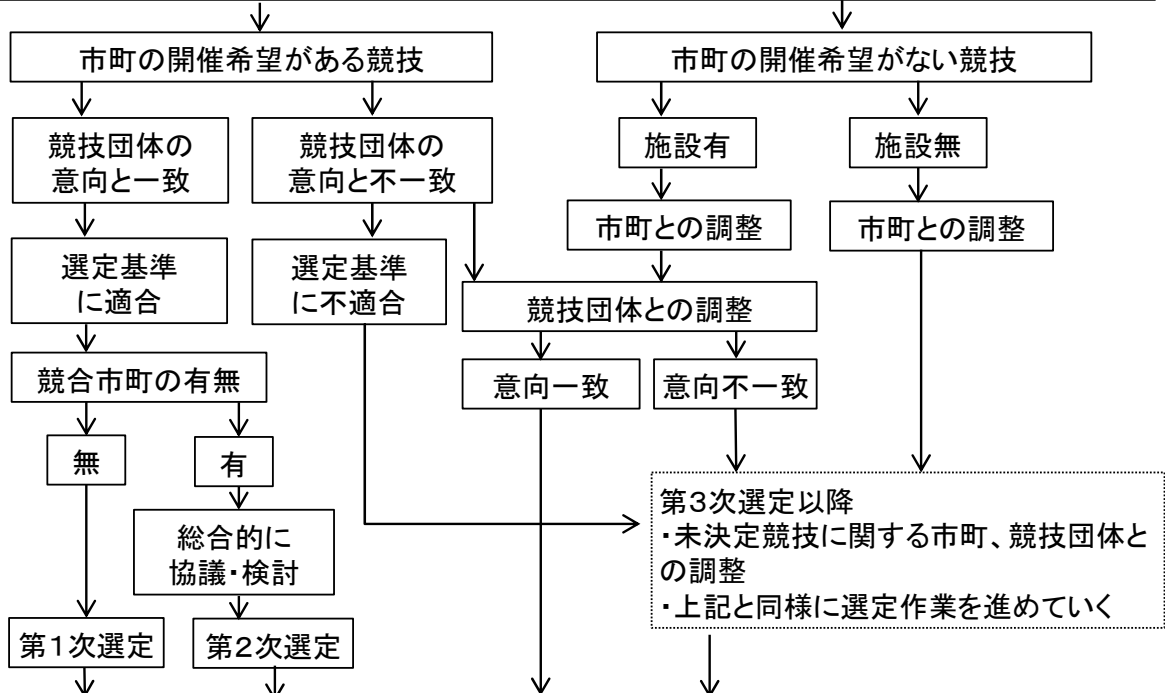 市町の開催希望がある競技
市町の開催希望がない競技
競技団体の
意向と一致
競技団体の
意向と不一致
施設有
施設無
市町との調整
市町との調整
選定基準
に適合
選定基準
に不適合
競技団体との調整
競合市町の有無
意向一致
意向不一致
無
有
第3次選定以降
・未決定競技に関する市町、競技団体と
の調整
・上記と同様に選定作業を進めていく
総合的に
協議・検討
第1次選定
第2次選定